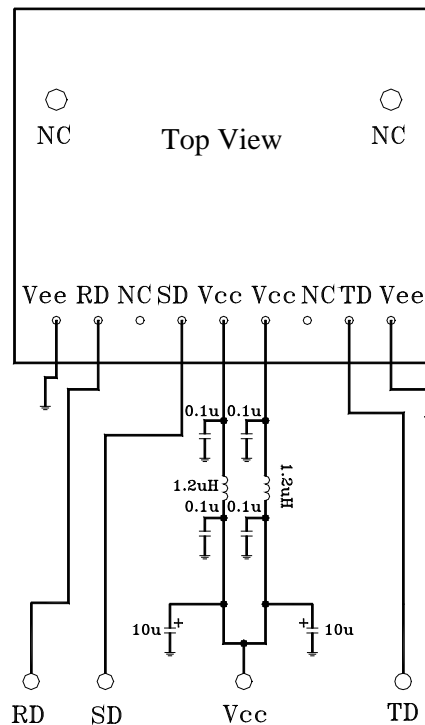 NC
NC
Top View
Vee RD NC SD Vcc Vcc NC TD Vee
0.1u 0.1u
1.2uH
1.2uH
0.1u 0.1u
10u + + 10u
RD SD Vcc TD